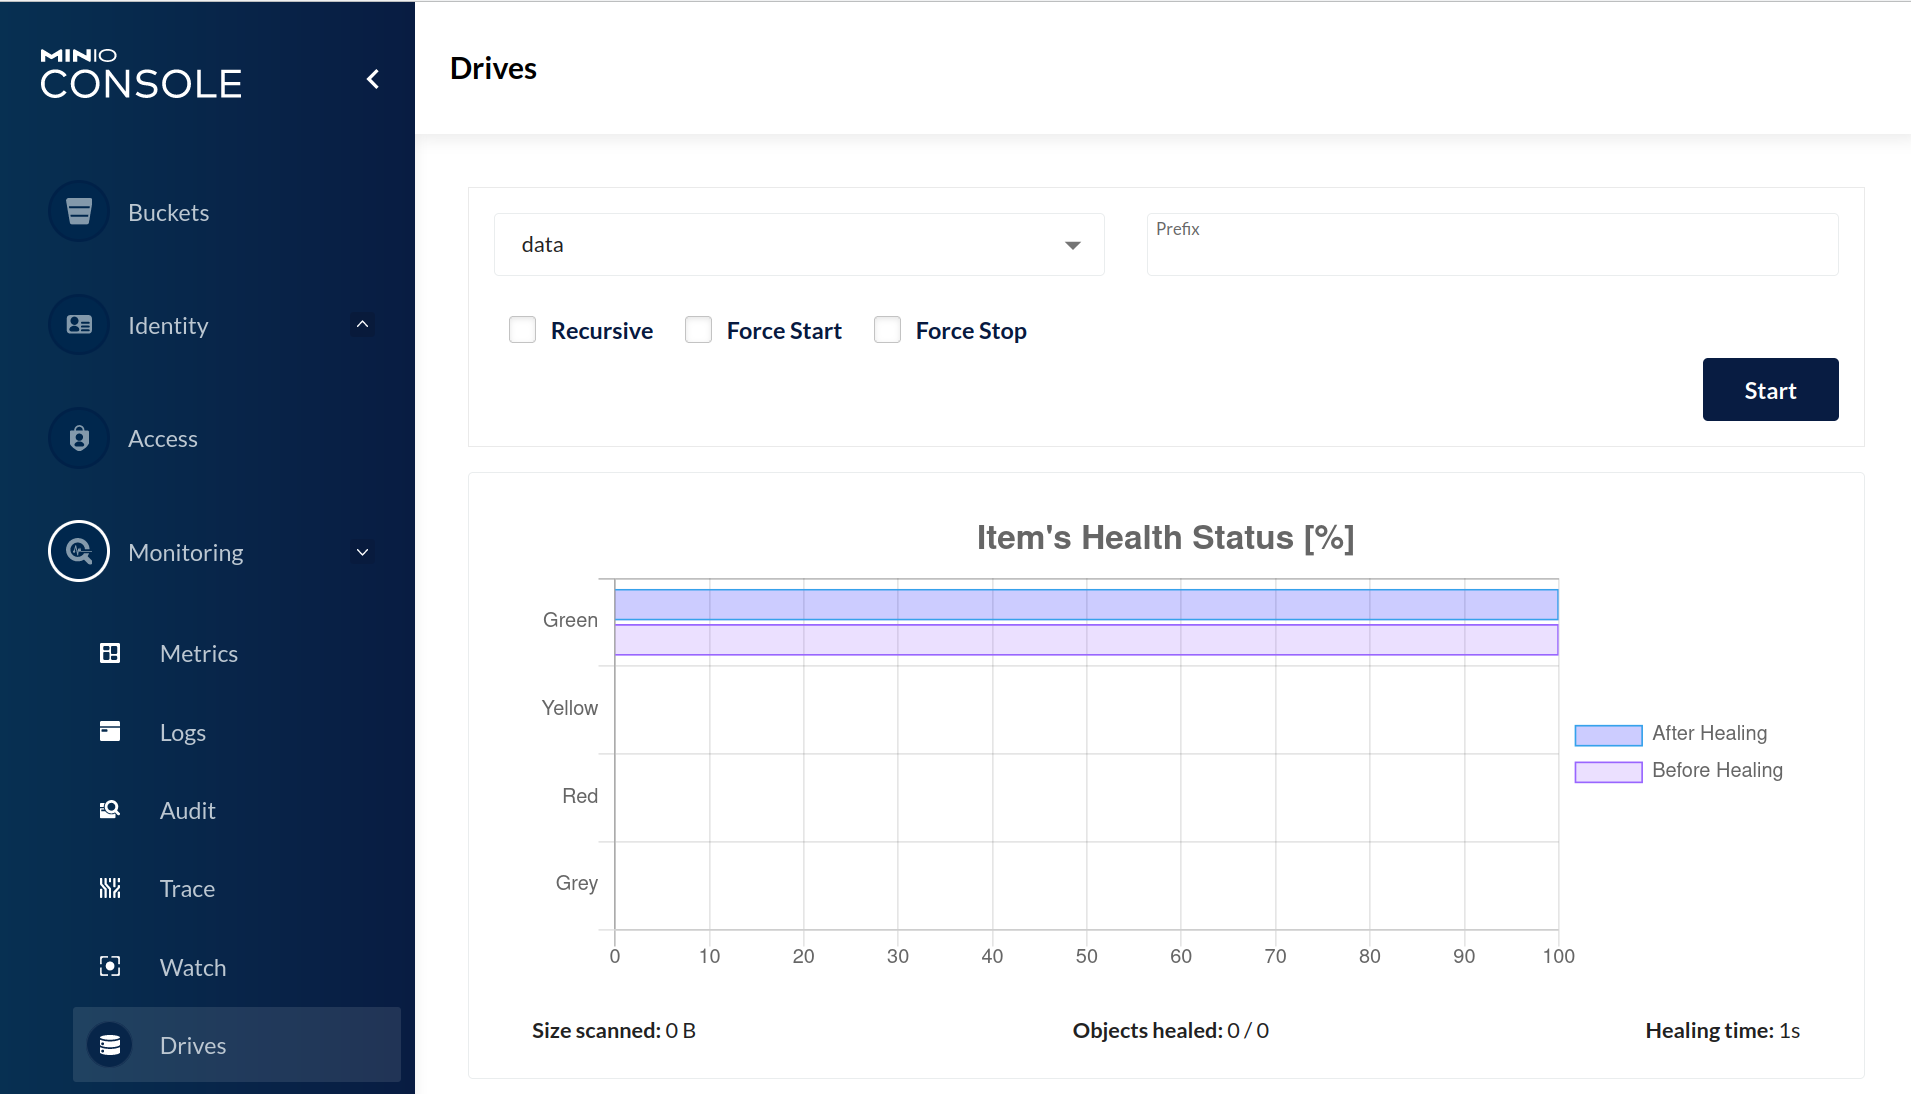 MINIO
CONSOLE
Buckets
Identity
Access
Monitoring
Metrics
Logs
Audit
Trace
Watch
Drives
Drives
data
Prefix
Recursive Force Start Force Stop
Start
Item's Health Status [%]
Green
Yellow
Red
Grey
0 10 20 30 40 50 60 70 80 90 100
After Healing
Before Healing
Size scanned: 0 B Objects healed: 0 / 0 Healing time: 1s